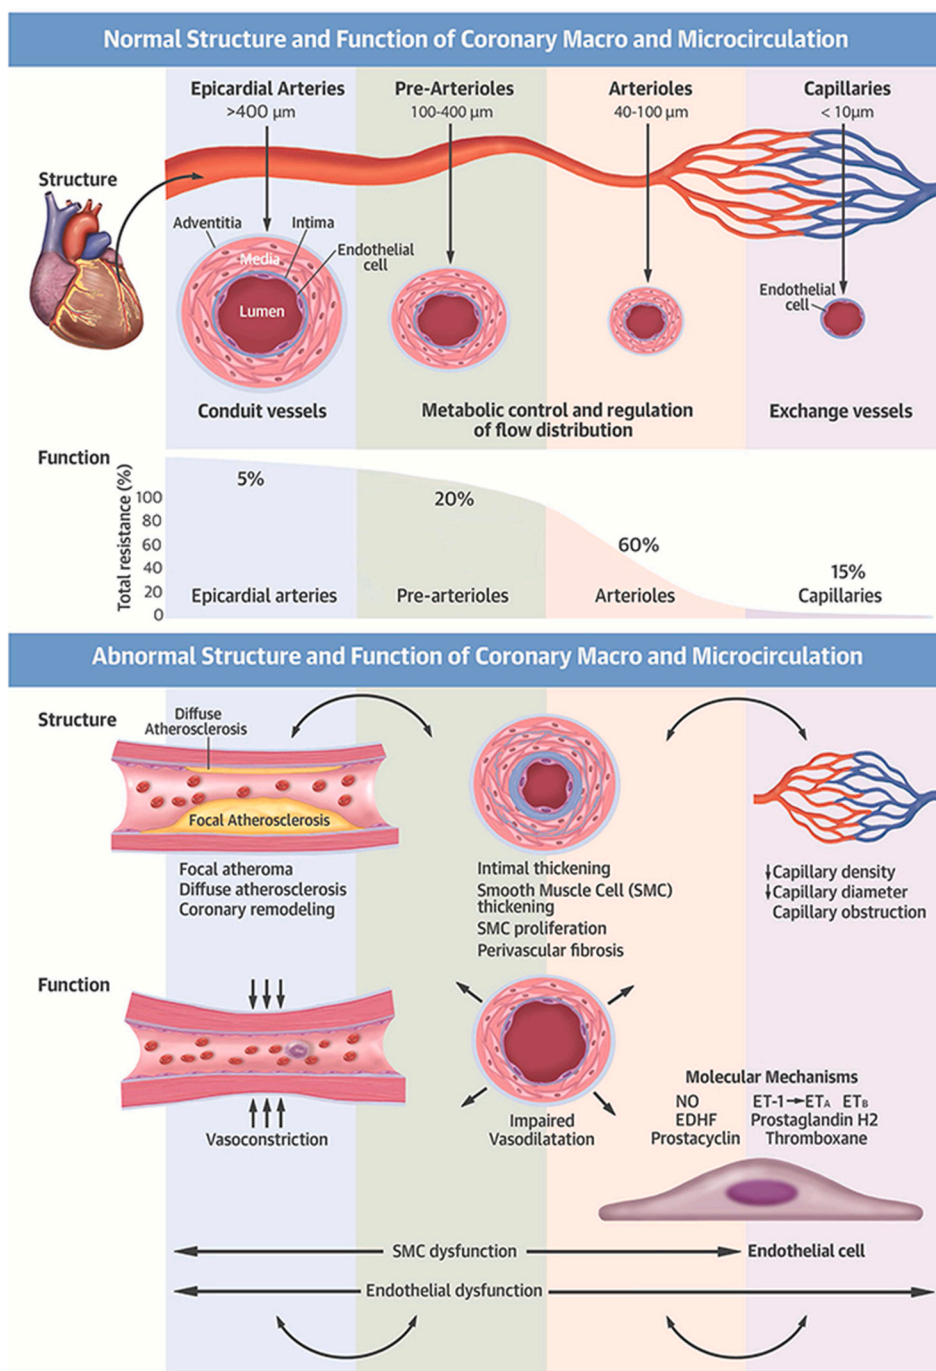 Normal Structure and Function of Coronary Macro and Microcirculation
Epicardial Arteries
>400 µm
Pre-Arterioles
100-400 µm
Arterioles
40-100 µm
Capillaries
< 10µm
Structure
Adventitia
Intima
Media
Endothelial
cell
Lumen
Endothelial
cell
Conduit vessels
Metabolic control and regulation
of flow distribution
Exchange vessels
Function
Total resistance (%)
100
80
60
40
20
0
5%
20%
60%
15%
Epicardial arteries
Pre-arterioles
Arterioles
Capillaries
Abnormal Structure and Function of Coronary Macro and Microcirculation
Structure
Diffuse
Atherosclerosis
Focal Atherosclerosis
Focal atheroma
Diffuse atherosclerosis
Coronary remodeling
Intimal thickening
Smooth Muscle Cell (SMC)
thickening
SMC proliferation
Perivascular fibrosis
↓Capillary density
↓Capillary diameter
Capillary obstruction
Function
Vasoconstriction
Impaired
Vasodilatation
Molecular Mechanisms
NO
EDHF
Prostacyclin
ET-1→ETA ETB
Prostaglandin H2
Thromboxane
SMC dysfunction
Endothelial cell
Endothelial dysfunction